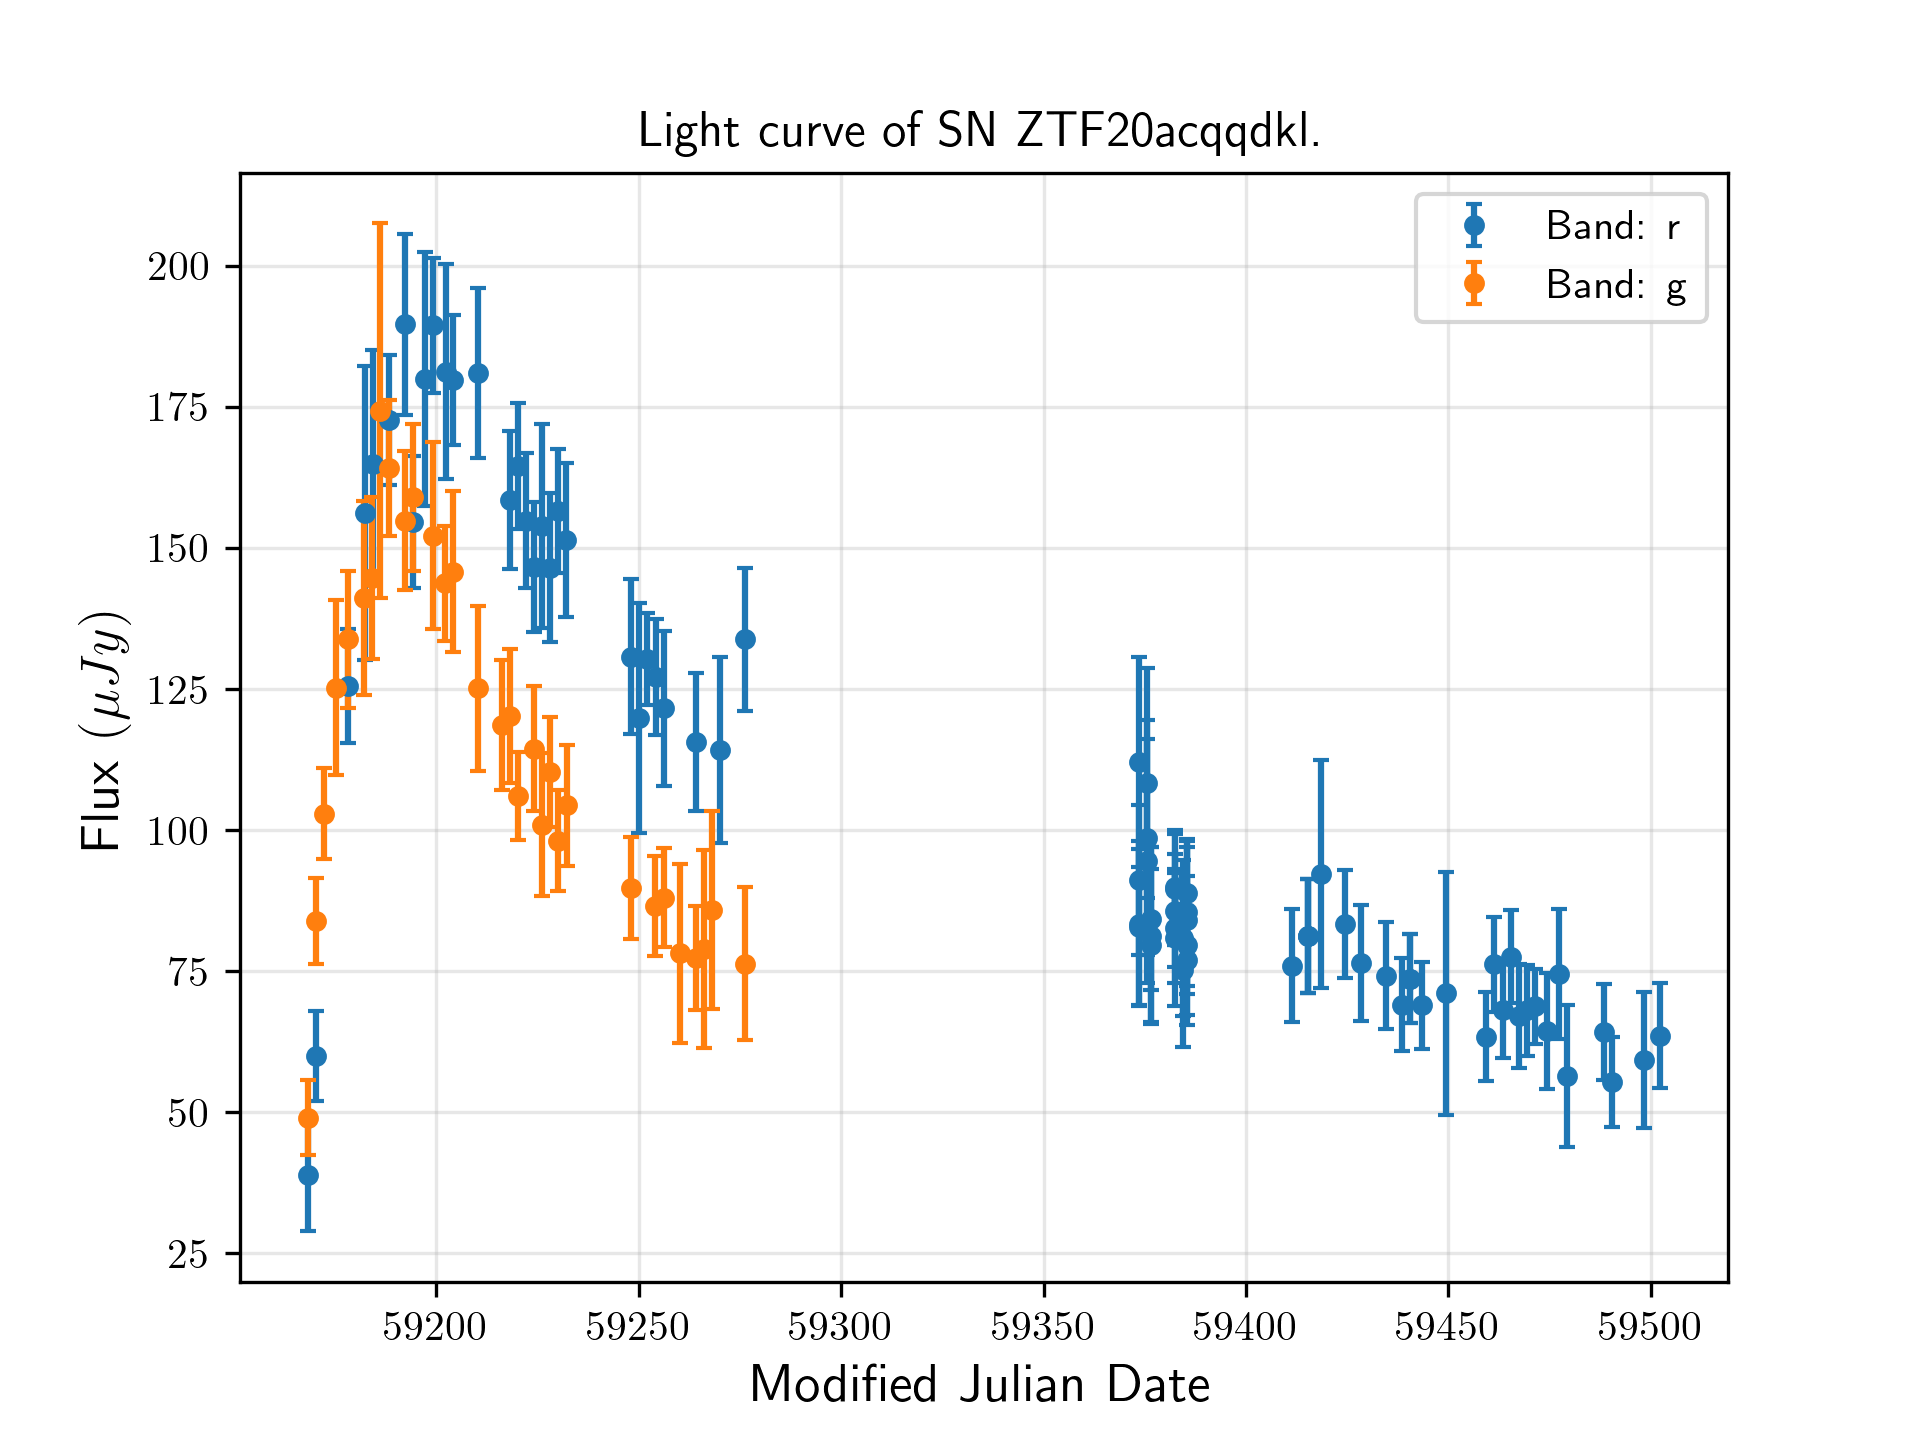 Light curve of SN ZTF20acqqdkl.
Band: r
Band: g
200
175
150
125
100
75
50
25
Flux (μJy)
59200 59250 59300 59350 59400 59450 59500
Modified Julian Date